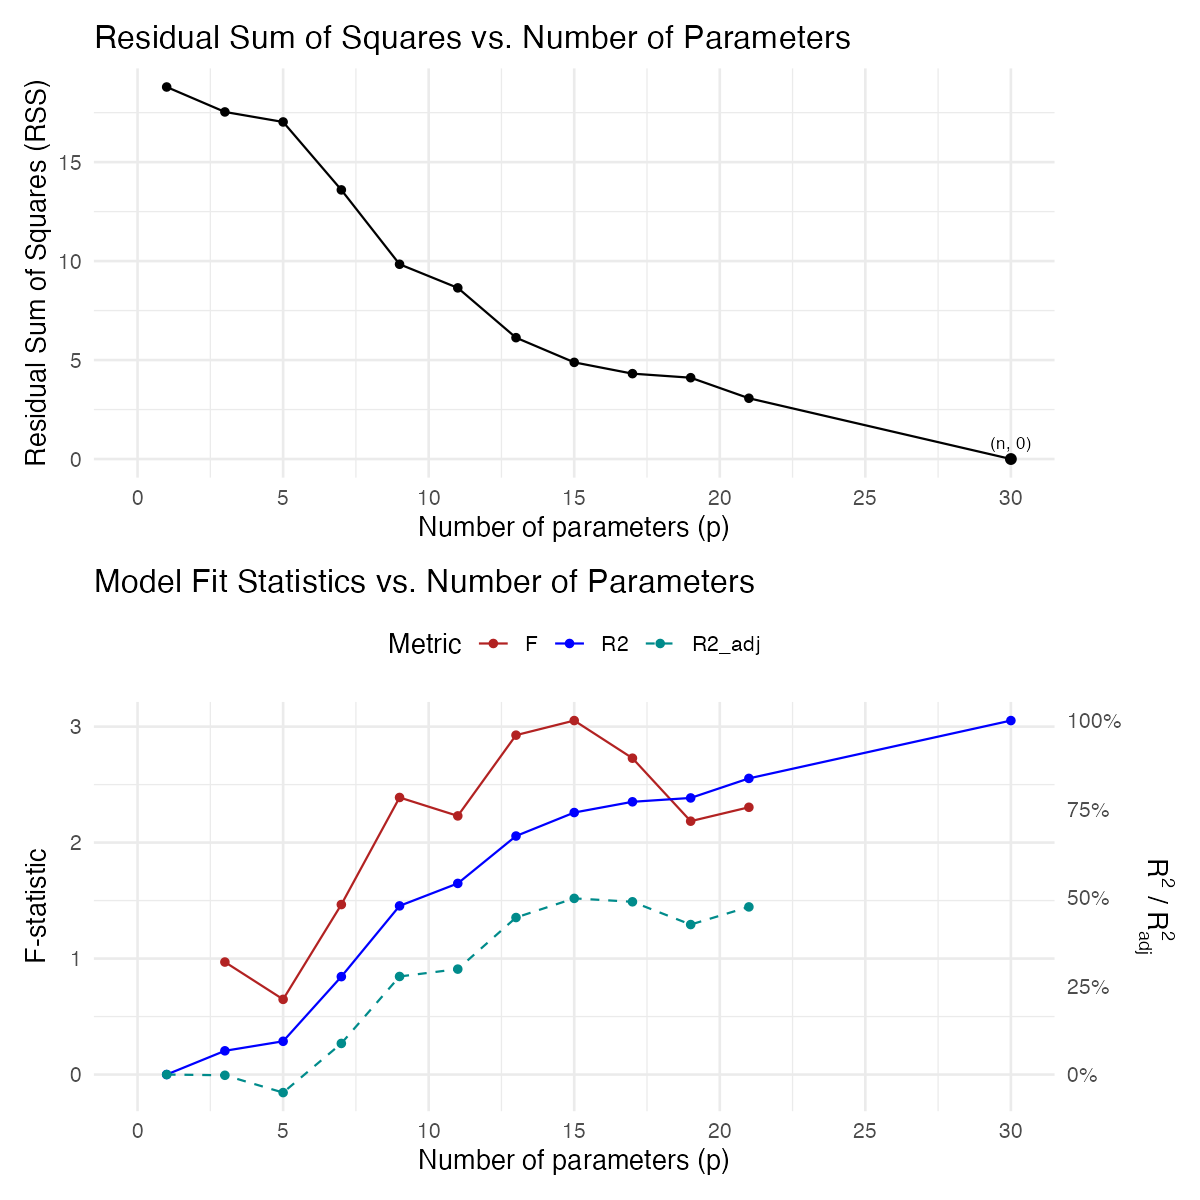 Residual Sum of Squares vs. Number of Parameters
Residual Sum of Squares (RSS)
15
10
5
0
(n, 0)
0 5 10 15 20 25 30
Number of parameters (p)
Model Fit Statistics vs. Number of Parameters
Metric F R2 R2_adj
F-statistic
3
2
1
0
100%
75%
50%
25%
0%
R² / R²adj
0 5 10 15 20 25 30
Number of parameters (p)